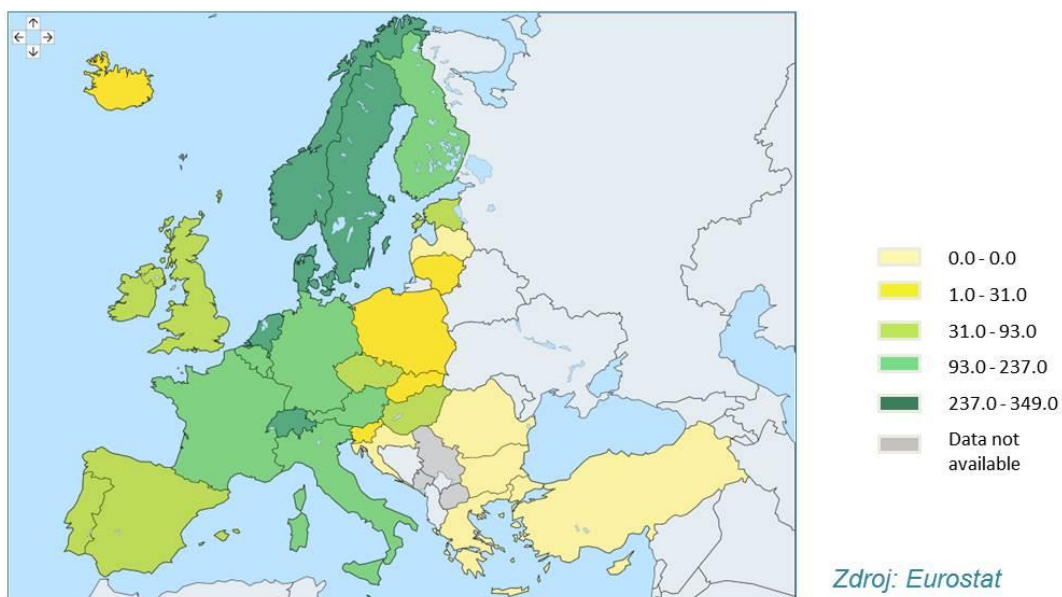 0.0 - 0.0
1.0 - 31.0
31.0 - 93.0
93.0 - 237.0
237.0 - 349.0
Data not
available
Zdroj: Eurostat